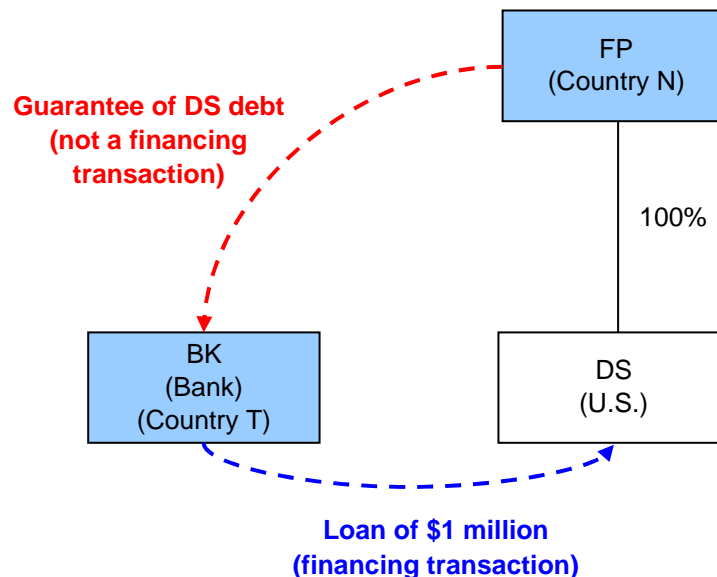 FP
(Country N)
Guarantee of DS debt
(not a financing
transaction)
100%
BK
(Bank)
(Country T)
DS
(U.S.)
Loan of $1 million
(financing transaction)